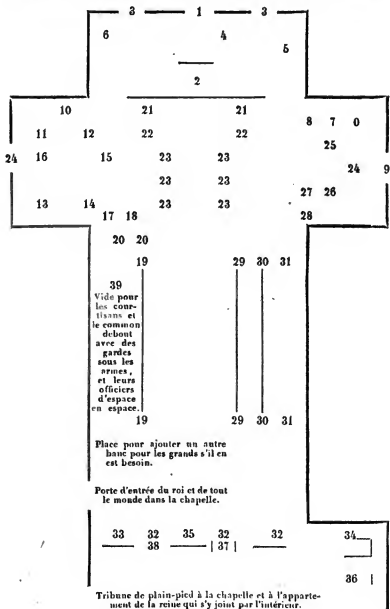 3 1 3
6 4
5
2
10 21 21
8 7 0
11 12 22 22
25
24 16 15 23 23
24 9
23 23
27 26
13 14 23 23
17 18 28
20 20
19 29 30 31
39
Vide pour
les cour-
tisans et
le common
debout
avec des
gardes
sous les
armes,
et leurs
officiers
d'espace
en espace.
19 29 30 31
Place pour ajouter un autre
banc pour les grands s'il en
est besoin.
Porte d'entrée du roi et de tout
le monde dans la chapelle.
33 32 35 32 32 34
38 37
36
Tribune de plain-pied à la chapelle et à l'apparte-
ment de la reine qui s'y joint par l'intérieur.